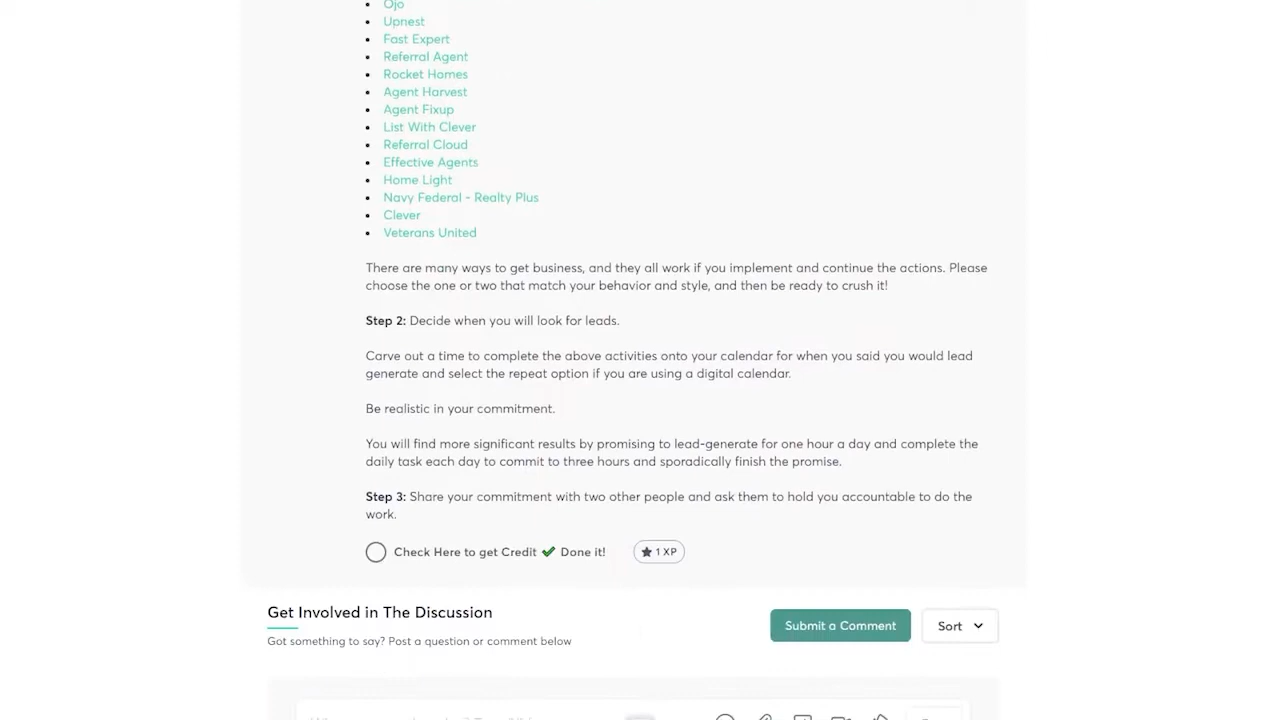 Ojo
Upnest
Fast Expert
Referral Agent
Rocket Homes
Agent Harvest
Agent Fixup
List With Clever
Referral Cloud
Effective Agents
Home Light
Navy Federal - Realty Plus
Clever
Veterans United
There are many ways to get business, and they all work if you implement and continue the actions. Please
choose the one or two that match your behavior and style, and then be ready to crush it!
Step 2: Decide when you will look for leads.
Carve out a time to complete the above activities onto your calendar for when you said you would lead
generate and select the repeat option if you are using a digital calendar.
Be realistic in your commitment.
You will find more significant results by promising to lead-generate for one hour a day and complete the
daily task each day to commit to three hours and sporadically finish the promise.
Step 3: Share your commitment with two other people and ask them to hold you accountable to do the
work.
Check Here to get Credit ✔ Done it! ★ 1 XP
Get Involved in The Discussion
Submit a Comment
Sort
Got something to say? Post a question or comment below